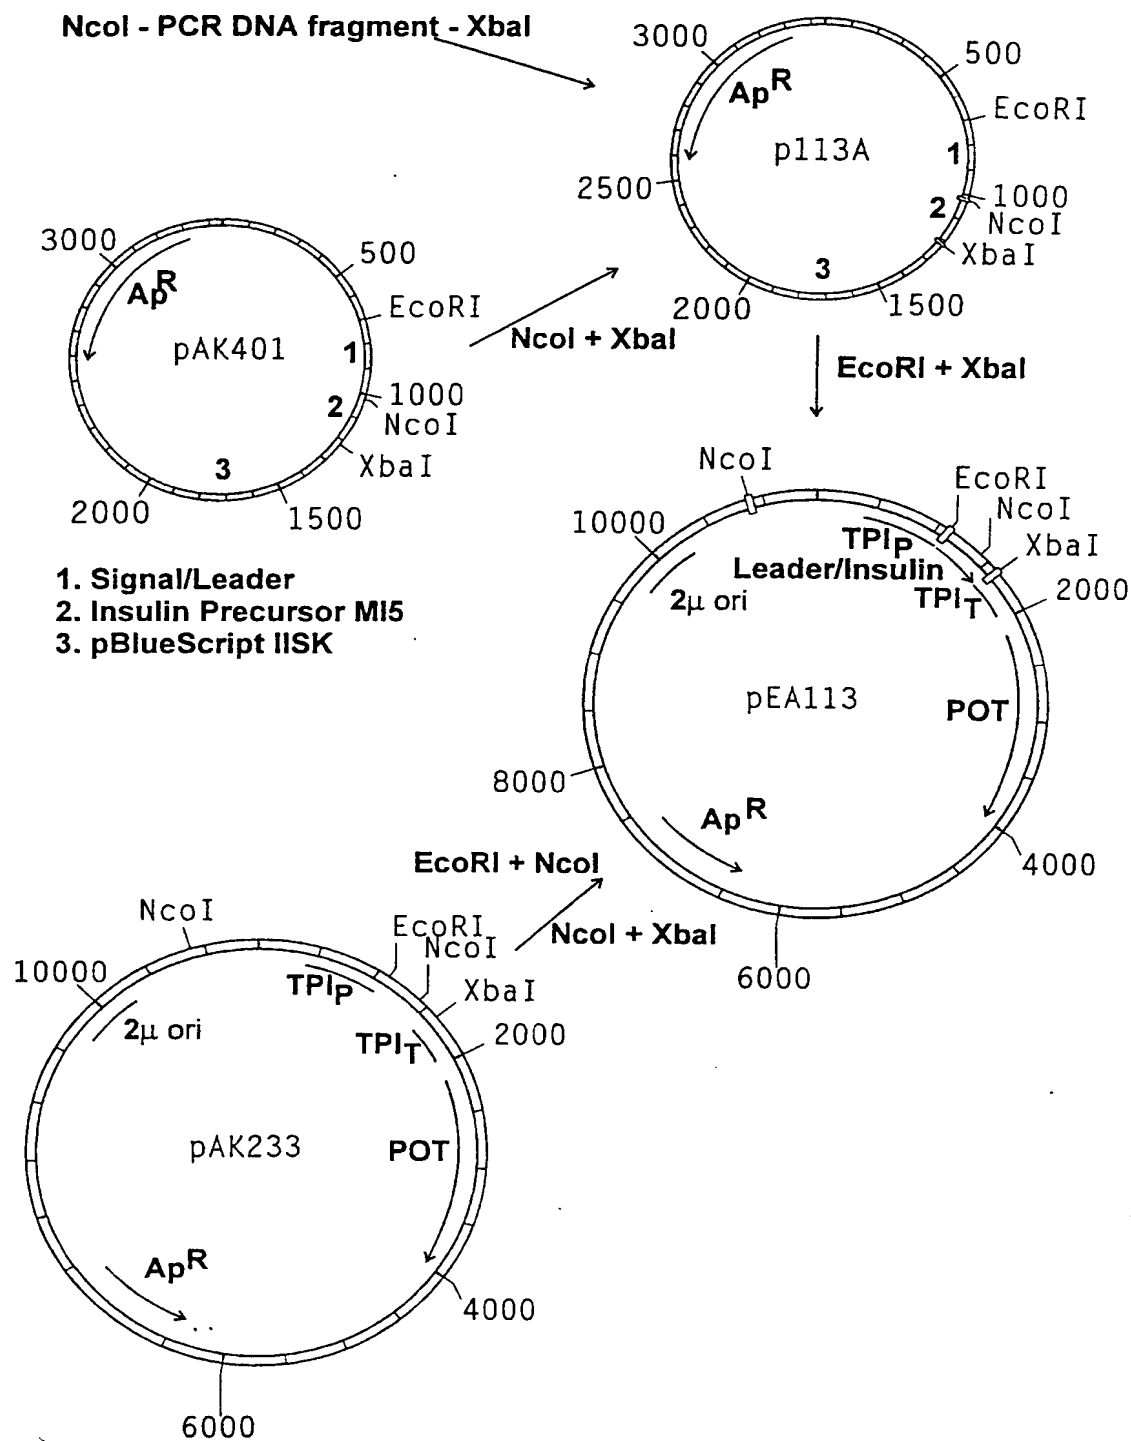 NcoI - PCR DNA fragment - XbaI
3000
500
ApR
EcoRI
p113A
1
2500
1000
2
NcoI
XbaI
3
2000
1500
3000
500
ApR
EcoRI
pAK401
1
1000
2
NcoI
XbaI
3
2000
1500
NcoI + XbaI
EcoRI + XbaI
1. Signal/Leader
2. Insulin Precursor MI5
3. pBlueScript IISK
NcoI
EcoRI
NcoI
XbaI
10000
TPIP
Leader/Insulin
2μ ori
TPIT
2000
pEA113
POT
8000
ApR
4000
6000
EcoRI + NcoI
NcoI + XbaI
NcoI
EcoRI
NcoI
XbaI
10000
TPIP
2μ ori
TPIT
2000
pAK233
POT
ApR
4000
6000